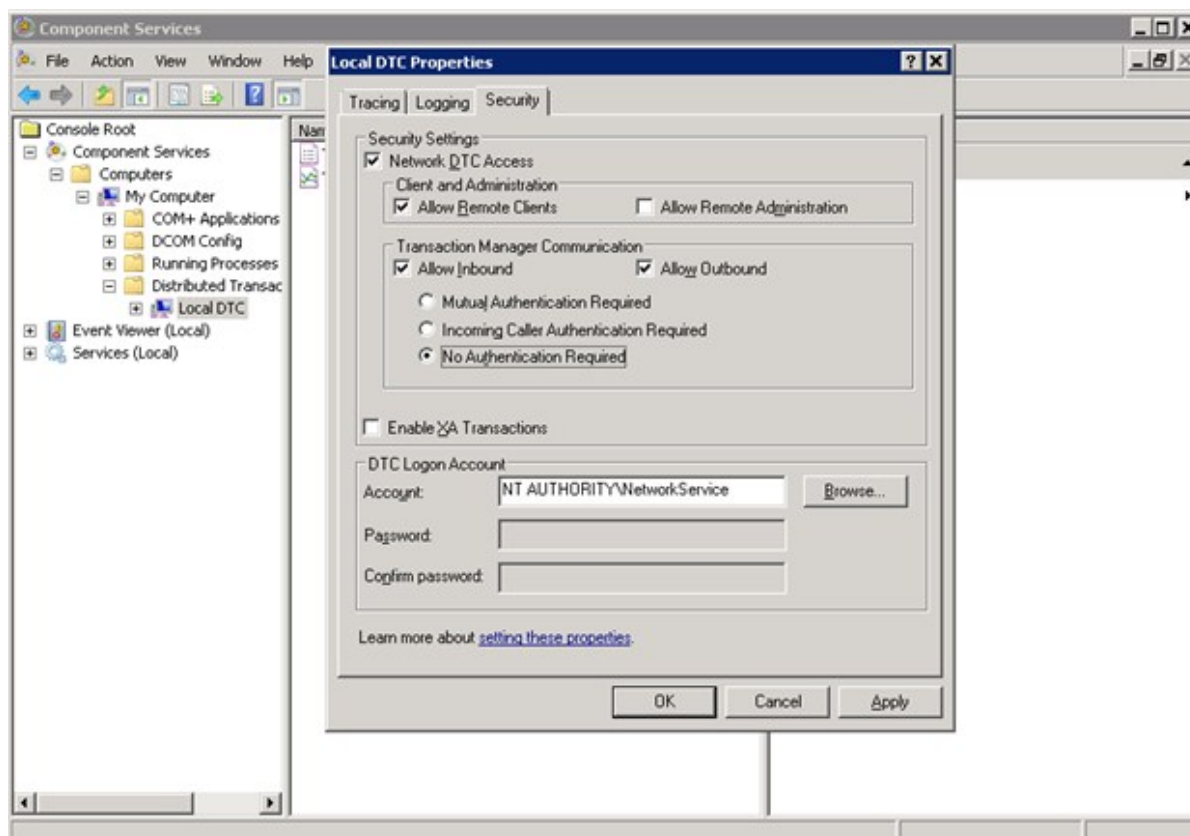 Component Services
File Action View Window Help
Local DTC Properties
Tracing Logging Security
Console Root
Component Services
Computers
My Computer
COM+ Applications
DCOM Config
Running Processes
Distributed Transac
Local DTC
Event Viewer (Local)
Services (Local)
Nam
Security Settings
Network DTC Access
Client and Administration
Allow Remote Clients Allow Remote Administration
Transaction Manager Communication
Allow Inbound Allow Outbound
Mutual Authentication Required
Incoming Caller Authentication Required
No Authentication Required
Enable XA Transactions
DTC Logon Account
Account: NT AUTHORITY\NetworkService Browse...
Password:
Confirm password:
Learn more about setting these properties.
OK Cancel Apply